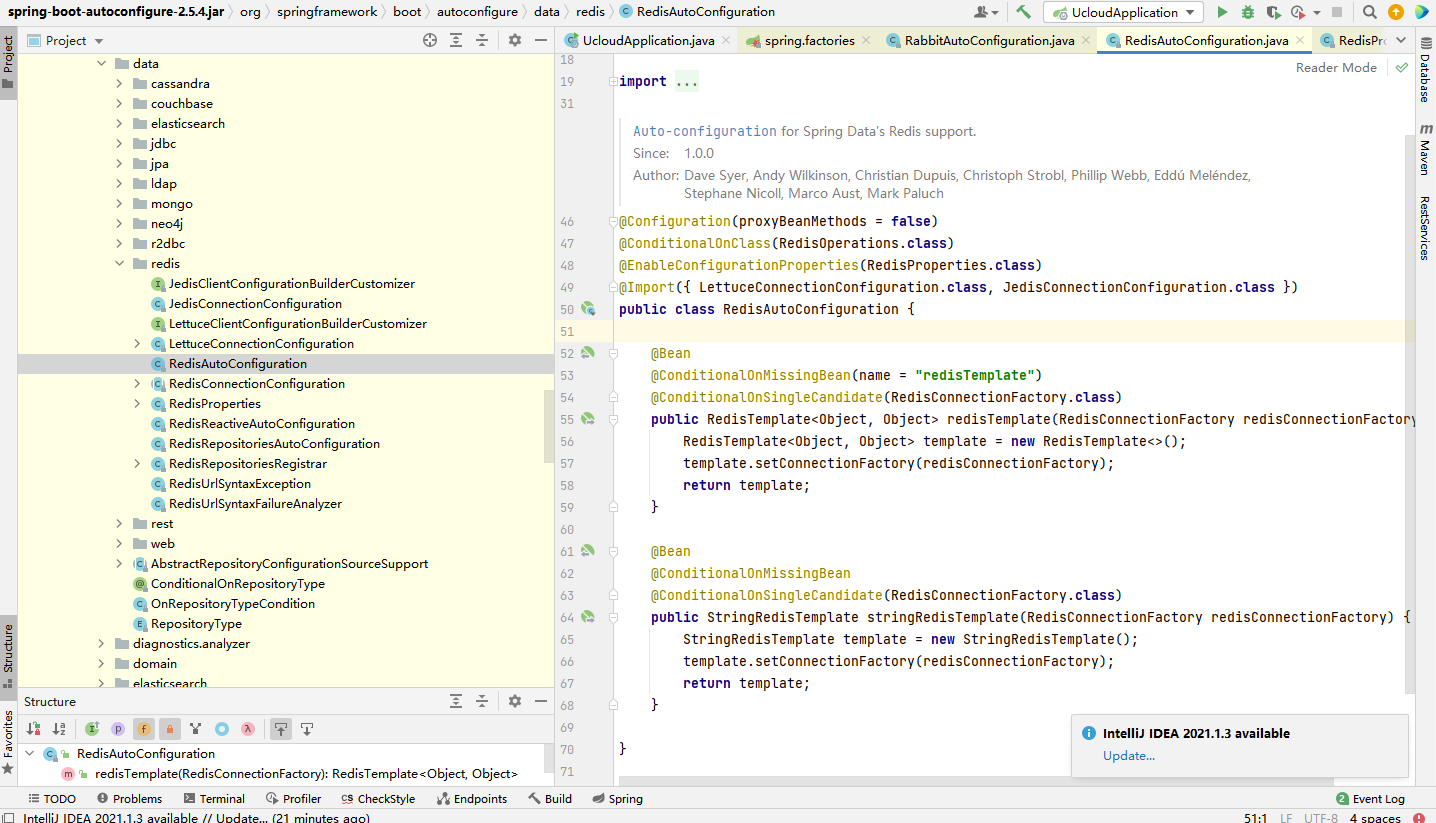 spring-boot-autoconfigure-2.5.4.jar org springframework boot autoconfigure data redis RedisAutoConfiguration
UcloudApplication
Project
Project
UcloudApplication.java
spring.factories
RabbitAutoConfiguration.java
RedisAutoConfiguration.java
RedisPr
data
cassandra
couchbase
elasticsearch
jdbc
jpa
ldap
mongo
neo4j
r2dbc
redis
JedisClientConfigurationBuilderCustomizer
JedisConnectionConfiguration
LettuceClientConfigurationBuilderCustomizer
LettuceConnectionConfiguration
RedisAutoConfiguration
RedisConnectionConfiguration
RedisProperties
RedisReactiveAutoConfiguration
RedisRepositoriesAutoConfiguration
RedisRepositoriesRegistrar
RedisUrlSyntaxException
RedisUrlSyntaxFailureAnalyzer
rest
web
AbstractRepositoryConfigurationSourceSupport
ConditionalOnRepositoryType
OnRepositoryTypeCondition
RepositoryType
diagnostics.analyzer
domain
elasticsearch
Structure
Favorites
Structure
RedisAutoConfiguration
redisTemplate(RedisConnectionFactory): RedisTemplate<Object, Object>
Reader Mode
18
19 import ...
31
Auto-configuration for Spring Data's Redis support.
Since: 1.0.0
Author: Dave Syer, Andy Wilkinson, Christian Dupuis, Christoph Strobl, Phillip Webb, Eddú Meléndez,
Stephane Nicoll, Marco Aust, Mark Paluch
46 @Configuration(proxyBeanMethods = false)
47 @ConditionalOnClass(RedisOperations.class)
48 @EnableConfigurationProperties(RedisProperties.class)
49 @Import({ LettuceConnectionConfiguration.class, JedisConnectionConfiguration.class })
50 public class RedisAutoConfiguration {
51
52 @Bean
53 @ConditionalOnMissingBean(name = "redisTemplate")
54 @ConditionalOnSingleCandidate(RedisConnectionFactory.class)
55 public RedisTemplate<Object, Object> redisTemplate(RedisConnectionFactory redisConnectionFactory
56 RedisTemplate<Object, Object> template = new RedisTemplate<>();
57 template.setConnectionFactory(redisConnectionFactory);
58 return template;
59 }
60
61 @Bean
62 @ConditionalOnMissingBean
63 @ConditionalOnSingleCandidate(RedisConnectionFactory.class)
64 public StringRedisTemplate stringRedisTemplate(RedisConnectionFactory redisConnectionFactory) {
65 StringRedisTemplate template = new StringRedisTemplate();
66 template.setConnectionFactory(redisConnectionFactory);
67 return template;
68 }
69
70 }
71
Database
Maven
RestServices
IntelliJ IDEA 2021.1.3 available
Update...
TODO Problems Terminal Profiler CheckStyle Endpoints Build Spring 2 Event Log
IntelliJ IDEA 2021.1.3 available // Update... (21 minutes ago) 51:1 LF UTF-8 4 spaces